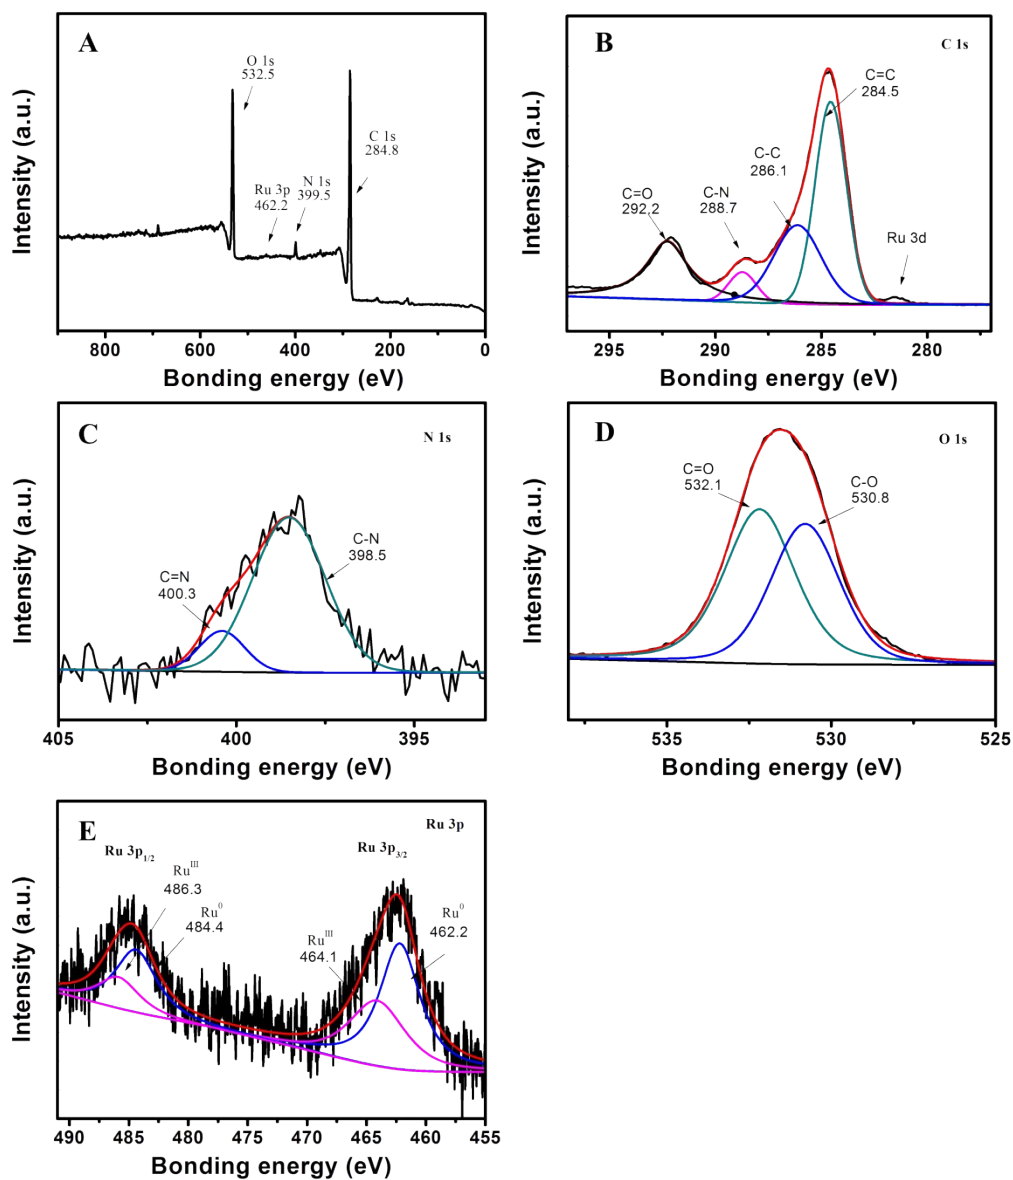 A
O 1s
532.5
C 1s
284.8
Ru 3p
462.2
N 1s
399.5
Intensity (a.u.)
800 600 400 200 0
Bonding energy (eV)
B
C 1s
C=C
284.5
C-C
286.1
C=O
292.2
C-N
288.7
Ru 3d
Intensity (a.u.)
295 290 285 280
Bonding energy (eV)
C
N 1s
C-N
398.5
C=N
400.3
Intensity (a.u.)
405 400 395
Bonding energy (eV)
D
O 1s
C=O
532.1
C-O
530.8
Intensity (a.u.)
535 530 525
Bonding energy (eV)
E
Ru 3p
Ru 3p1/2
Ru 3p3/2
RuIII
486.3
Ru0
484.4
RuIII
464.1
Ru0
462.2
Intensity (a.u.)
490 485 480 475 470 465 460 455
Bonding energy (eV)